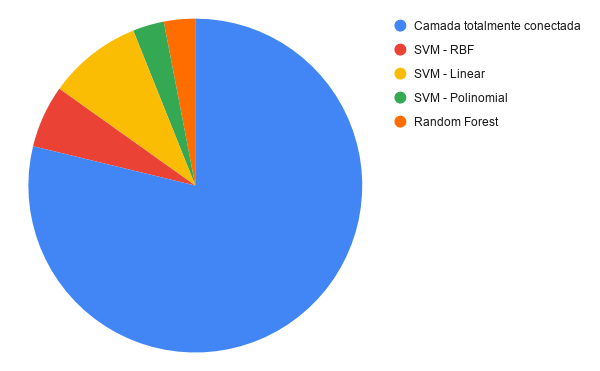 Camada totalmente conectada
SVM - RBF
SVM - Linear
SVM - Polinomial
Random Forest